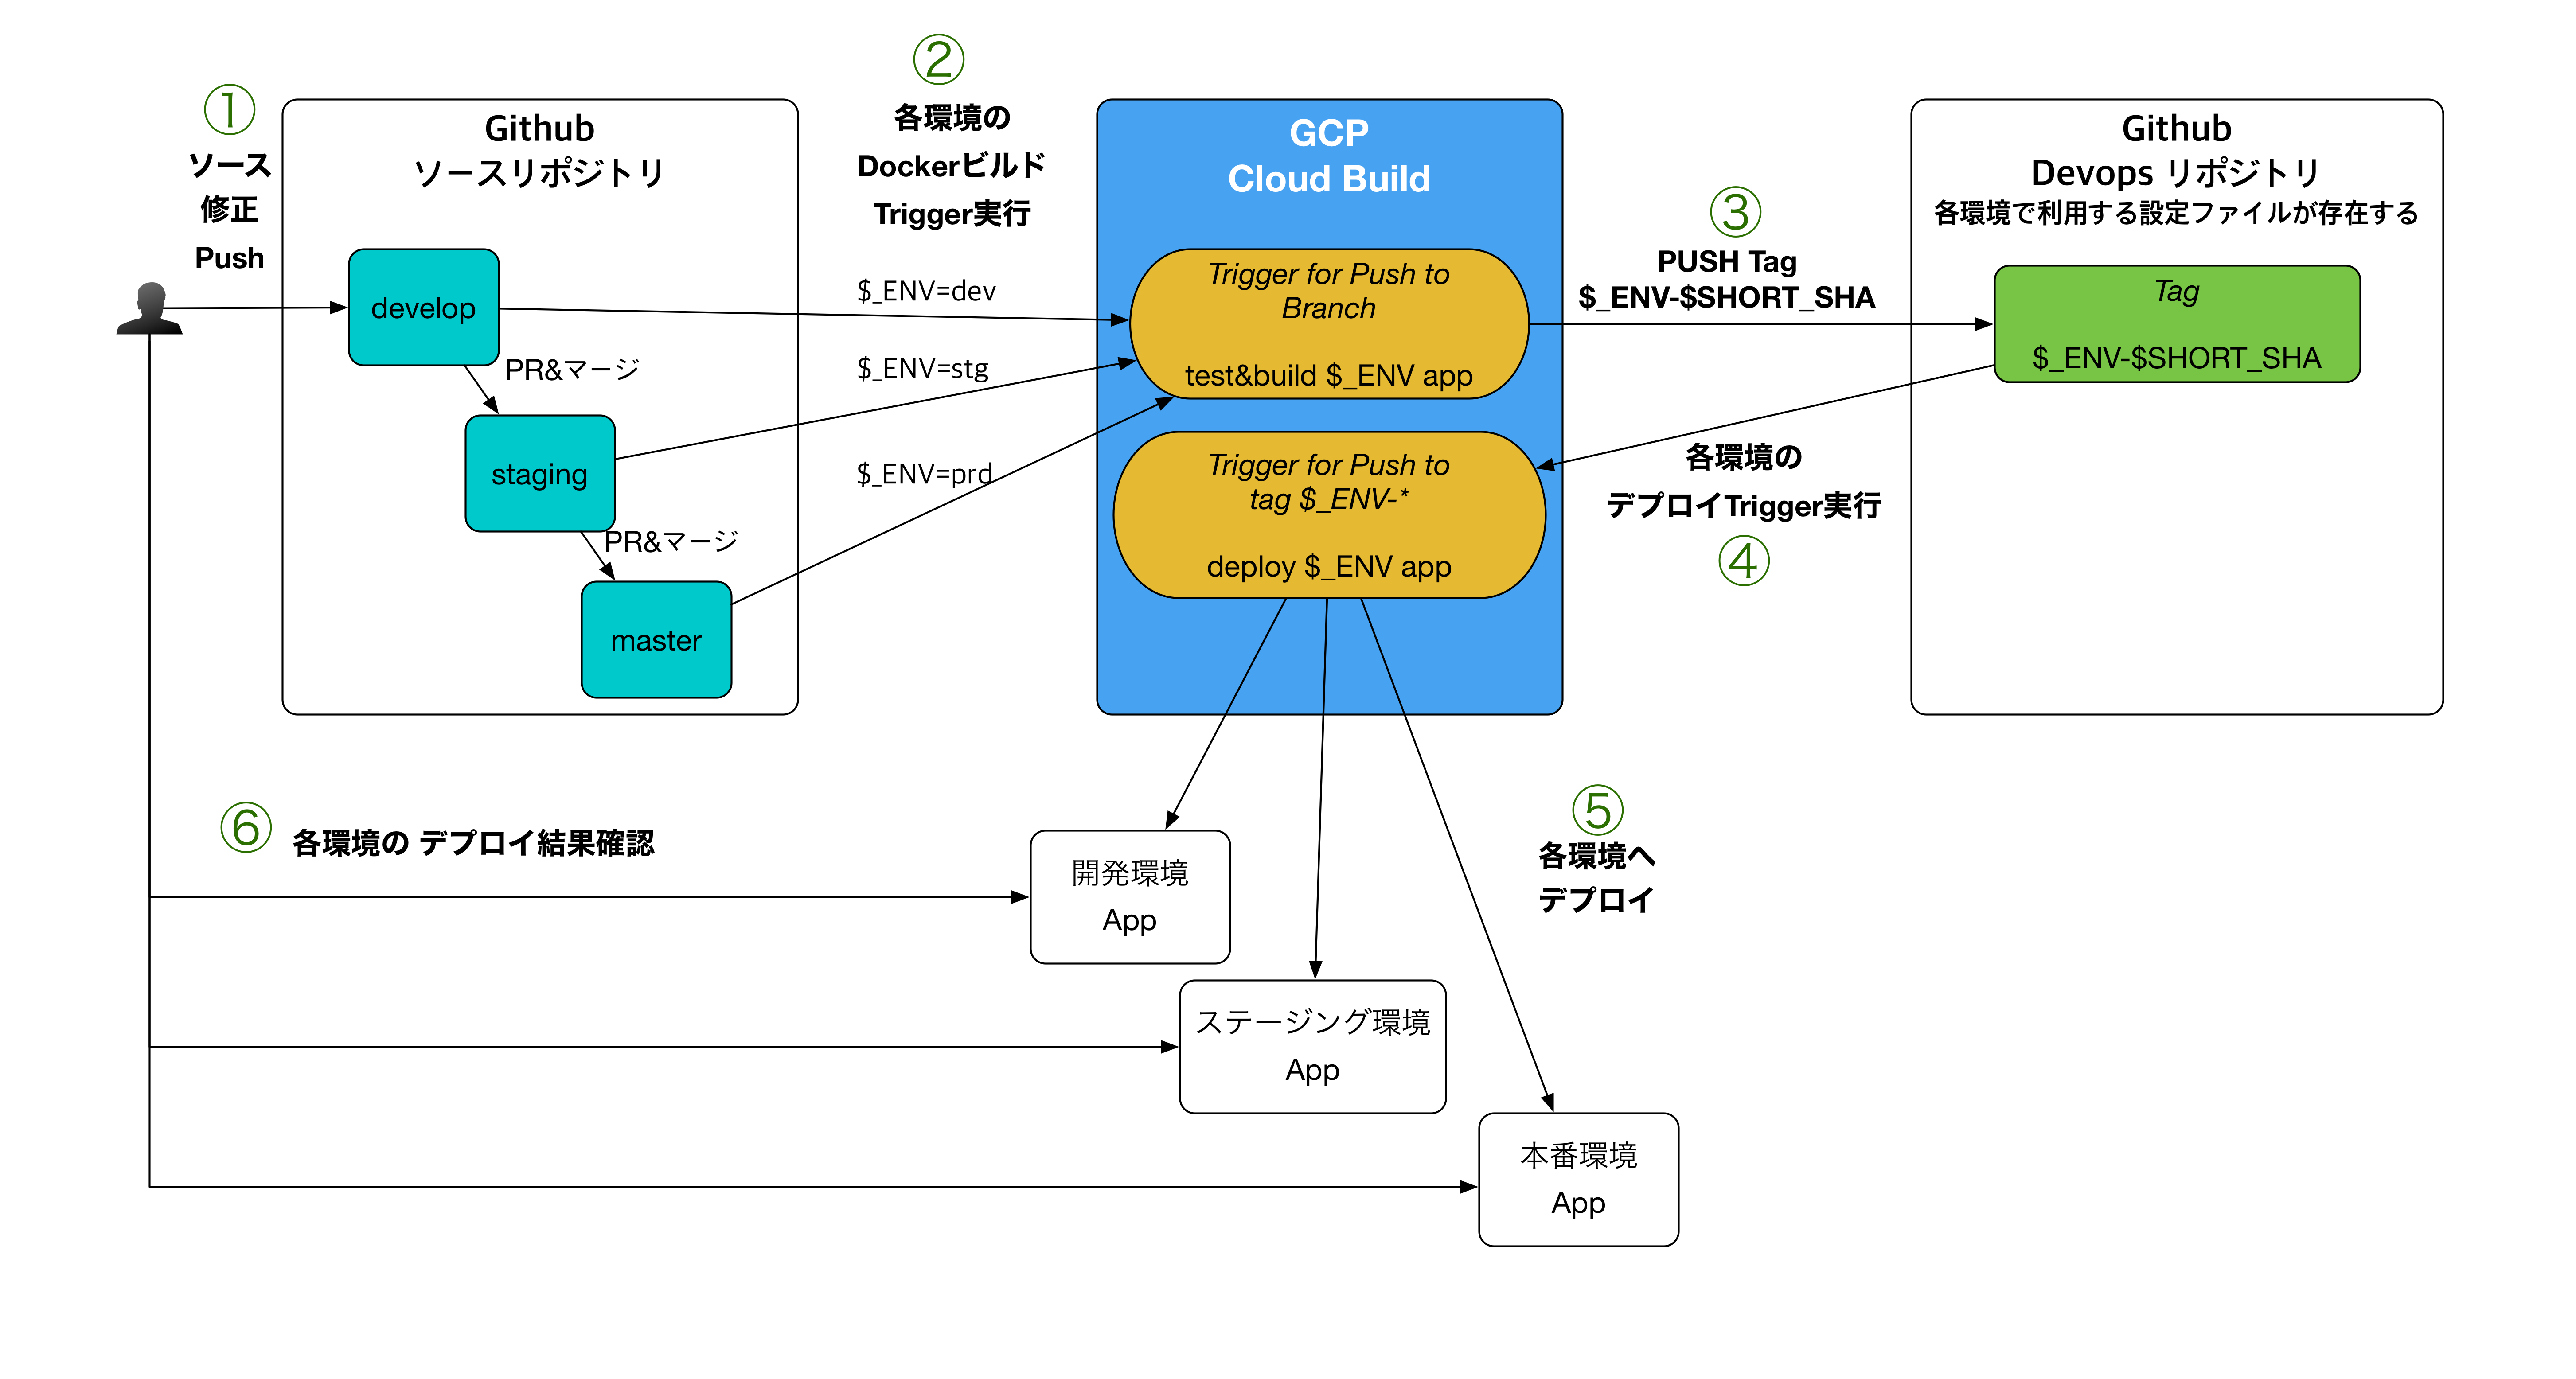 ①
ソース
修正
Push
Github
ソースリポジトリ
develop
PR&マージ
staging
PR&マージ
master
②
各環境の
Dockerビルド
Trigger実行
$_ENV=dev
$_ENV=stg
$_ENV=prd
GCP
Cloud Build
Trigger for Push to
Branch
test&build $_ENV app
Trigger for Push to
tag $_ENV-*
deploy $_ENV app
③
PUSH Tag
$_ENV-$SHORT_SHA
Github
Devops リポジトリ
各環境で利用する設定ファイルが存在する
Tag
$_ENV-$SHORT_SHA
各環境の
デプロイTrigger実行
④
⑤
各環境へ
デプロイ
⑥ 各環境の デプロイ結果確認
開発環境
App
ステージング環境
App
本番環境
App